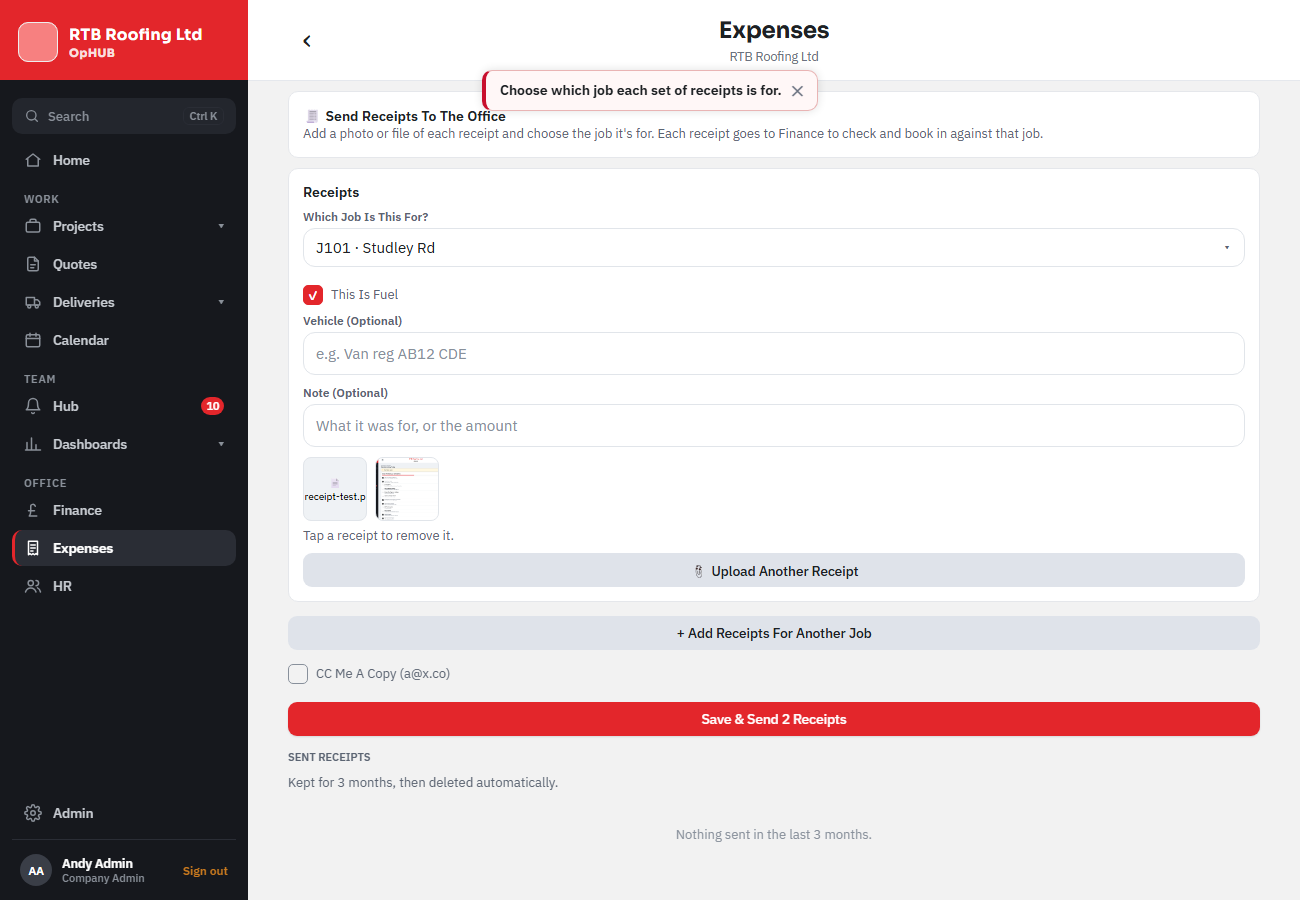 RTB Roofing Ltd
OpHUB
Search
Ctrl K
Home
WORK
Projects
Quotes
Deliveries
Calendar
TEAM
Hub
10
Dashboards
OFFICE
Finance
Expenses
HR
Admin
AA
Andy Admin
Company Admin
Sign out
Expenses
RTB Roofing Ltd
Choose which job each set of receipts is for.
Send Receipts To The Office
Add a photo or file of each receipt and choose the job it's for. Each receipt goes to Finance to check and book in against that job.
Receipts
Which Job Is This For?
J101 · Studley Rd
This Is Fuel
Vehicle (Optional)
e.g. Van reg AB12 CDE
Note (Optional)
What it was for, or the amount
receipt-test.p
Tap a receipt to remove it.
Upload Another Receipt
+ Add Receipts For Another Job
CC Me A Copy (a@x.co)
Save & Send 2 Receipts
SENT RECEIPTS
Kept for 3 months, then deleted automatically.
Nothing sent in the last 3 months.